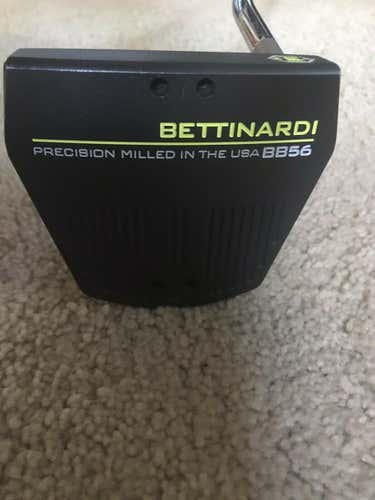 BETTINARDI
PRECISION MILLED IN THE USA BB56